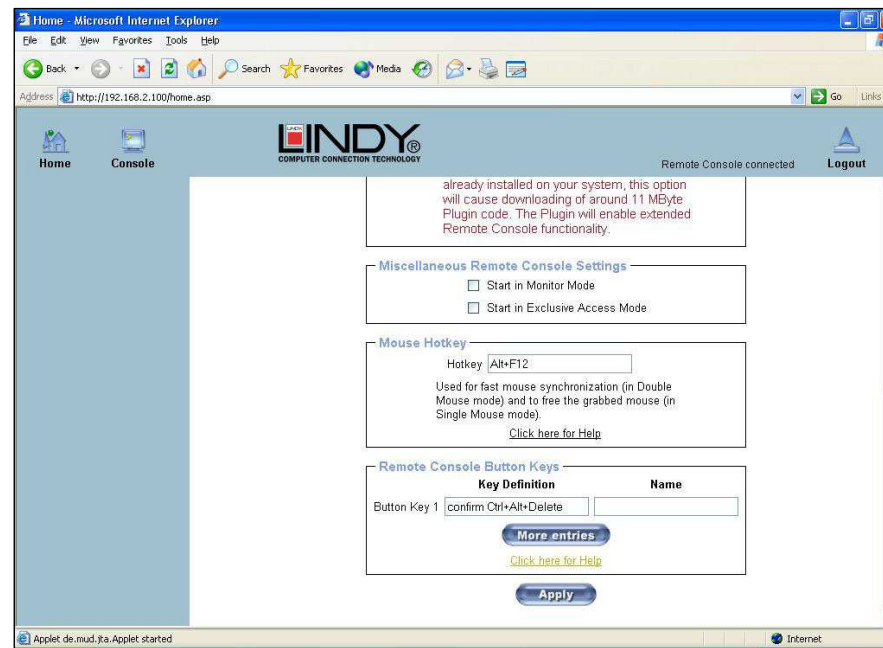 Home - Microsoft Internet Explorer
File Edit View Favorites Tools Help
Back Search Favorites Media
Address http://192.168.2.100/home.asp Go Links
LINDY®
COMPUTER CONNECTION TECHNOLOGY
Home Console Remote Console connected Logout
already installed on your system, this option
will cause downloading of around 11 MByte
Plugin code. The Plugin will enable extended
Remote Console functionality.
Miscellaneous Remote Console Settings
Start in Monitor Mode
Start in Exclusive Access Mode
Mouse Hotkey
Hotkey Alt+F12
Used for fast mouse synchronization (in Double
Mouse mode) and to free the grabbed mouse (in
Single Mouse mode).
Click here for Help
Remote Console Button Keys
Key Definition Name
Button Key 1 confirm Ctrl+Alt+Delete
More entries
Click here for Help
Apply
Applet de.mud.jta.Applet started Internet